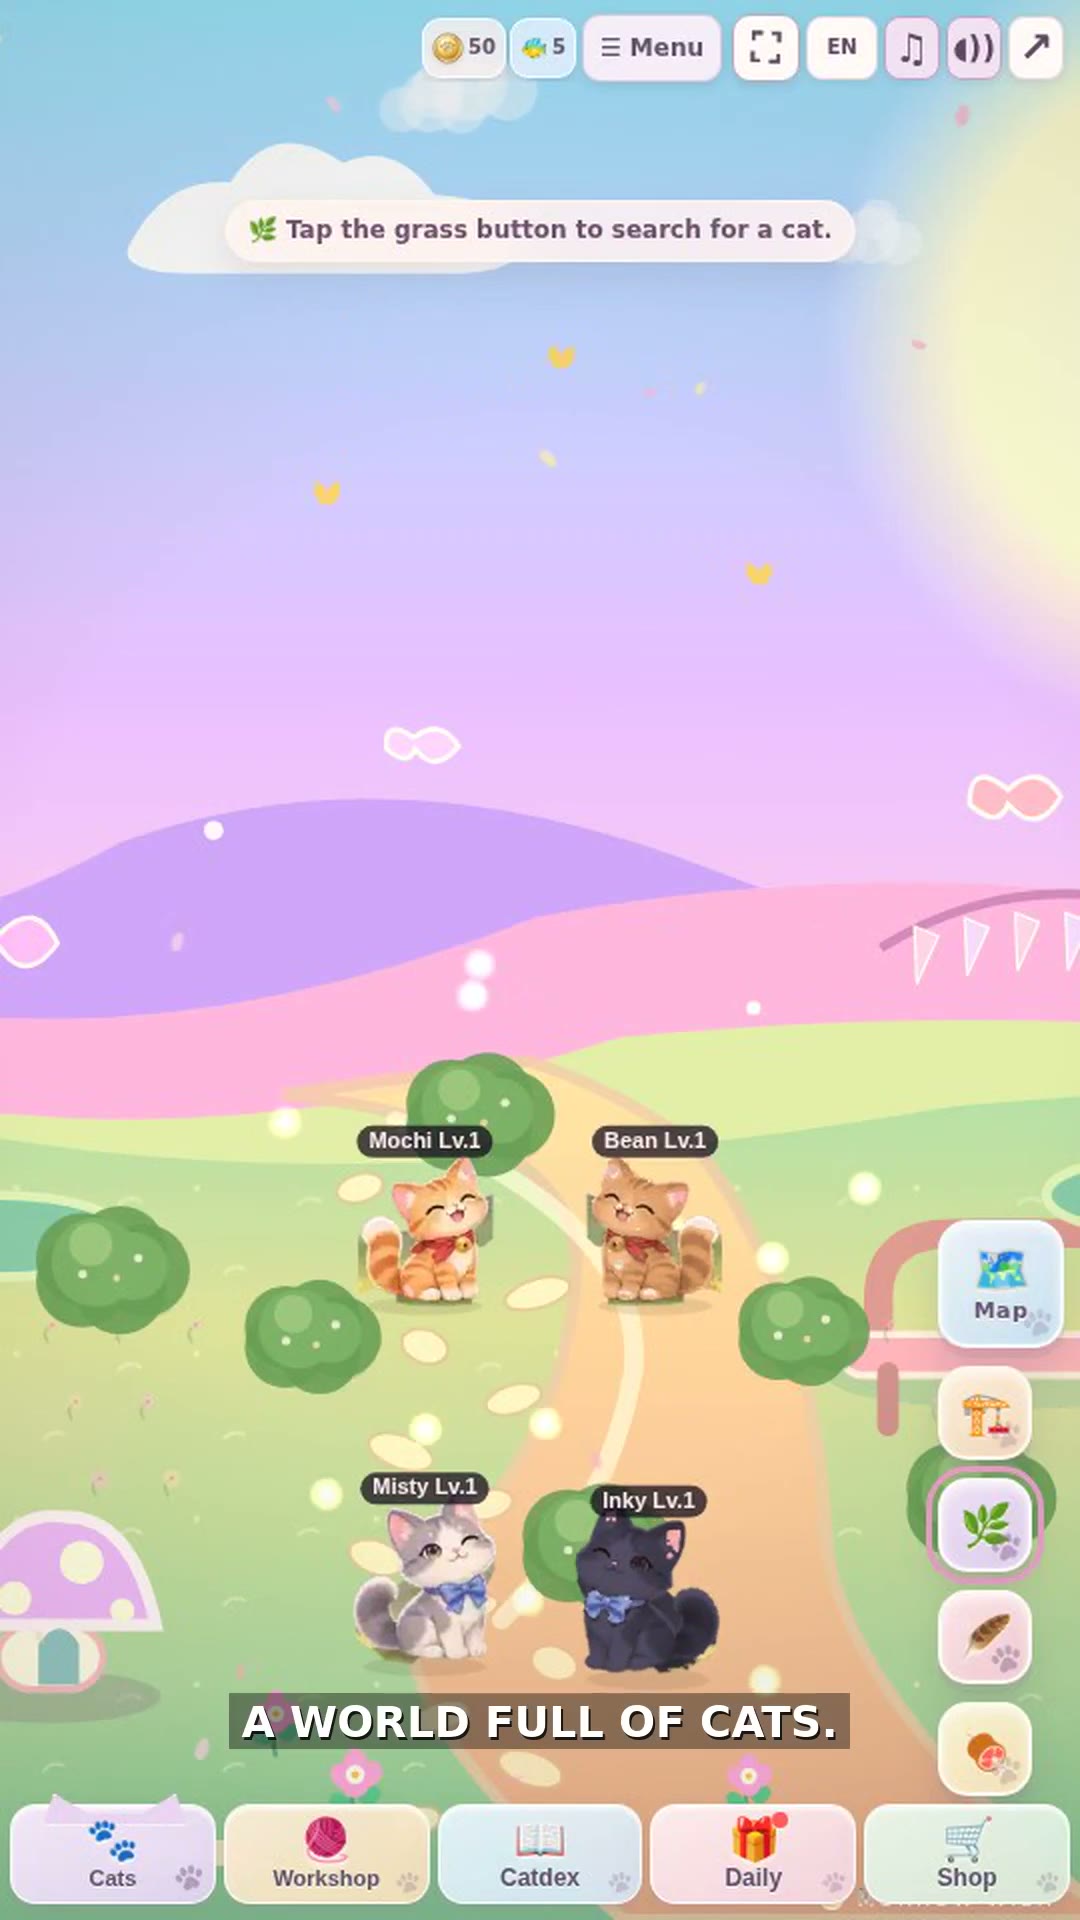 50
5
☰ Menu
EN
Tap the grass button to search for a cat.
Mochi Lv.1
Bean Lv.1
Map
Misty Lv.1
Inky Lv.1
A WORLD FULL OF CATS.
Cats
Workshop
Catdex
Daily
Shop